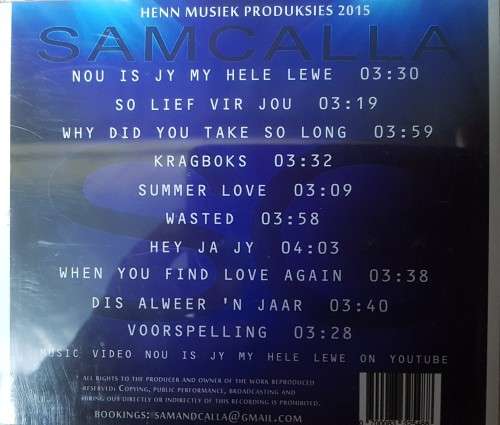 HENN MUSIEK PRODUKSIES 2015
SAMCALLA
NOU IS JY MY HELE LEWE 03:30
SO LIEF VIR JOU 03:19
WHY DID YOU TAKE SO LONG 03:59
KRAGBOKS 03:32
SUMMER LOVE 03:09
WASTED 03:58
HEY JA JY 04:03
WHEN YOU FIND LOVE AGAIN 03:38
DIS ALWEER 'N JAAR 03:40
VOORSPELLING 03:28
MUSIC VIDEO NOU IS JY MY HELE LEWE ON YOUTUBE
* ALL RIGHTS TO THE PRODUCER AND OWNER OF THE WORK REPRODUCED
RESERVED: COPYING, PUBLIC PERFORMANCE, BROADCASTING AND
HIRING OUT DIRECTLY OR INDIRECTLY OF THIS RECORDING IS PROHIBITED.
BOOKINGS: SAMANDCALLA@GMAIL.COM